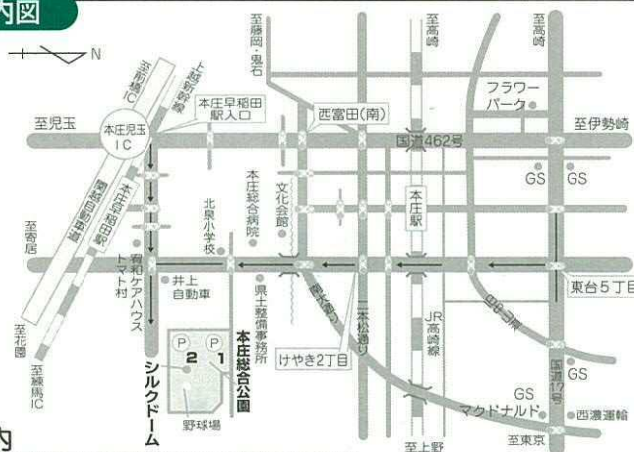 内図
N
至前橋IC
上越新幹線
至藤岡・鬼石
至高崎
至高崎
本庄早稲田
駅入口
西富田(南)
フラワー
パーク
至児玉
本庄児玉
IC
国道462号
至伊勢崎
GS
GS
本庄早稲田駅
関越自動車道
北泉小学校
本庄総合病院
文化会館
本庄駅
至寄居
宥和ケアハウス
トマト村
井上
自動車
県土整備事務所
東台5丁目
二本松通り
けやき2丁目
JR高崎線
国道17号
至花園
至練馬IC
P
2
P
1
本庄総合公園
シルクドーム
野球場
GS
GS
マクドナルド
西濃運輸
至上野
至東京
内